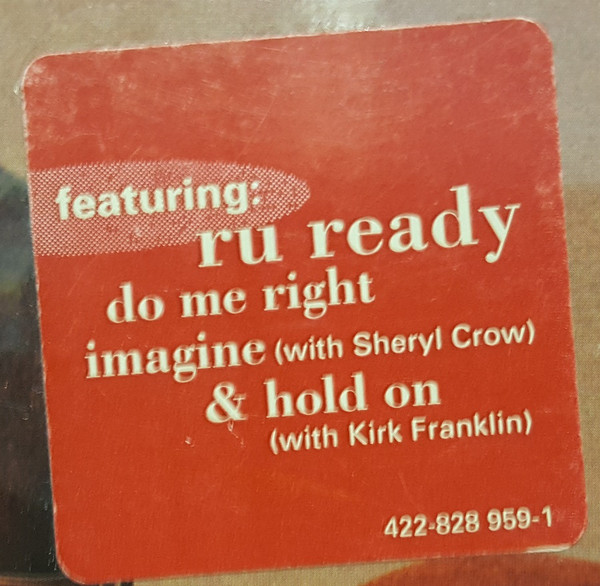 featuring:
ru ready
do me right
imagine (with Sheryl Crow)
& hold on
(with Kirk Franklin)
422-828 959-1